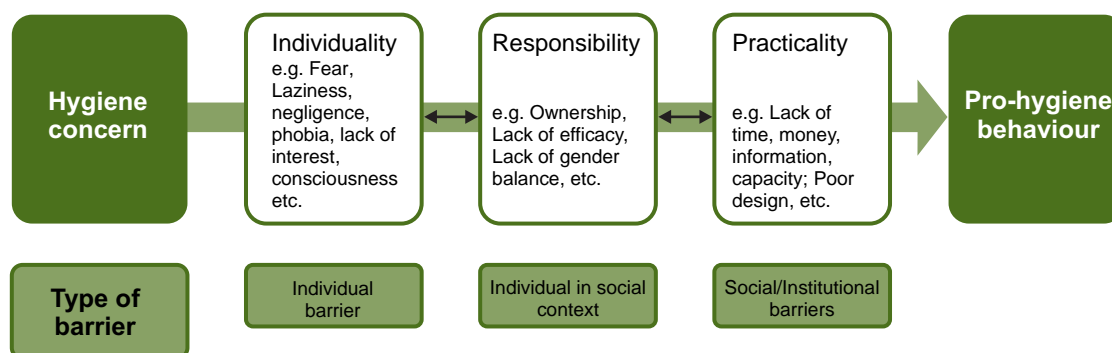 Hygiene
concern
Individuality
e.g. Fear,
Laziness,
negligence,
phobia, lack of
interest,
consciousness
etc.
Responsibility
e.g. Ownership,
Lack of efficacy,
Lack of gender
balance, etc.
Practicality
e.g. Lack of
time, money,
information,
capacity; Poor
design, etc.
Pro-hygiene
behaviour
Type of
barrier
Individual
barrier
Individual in social
context
Social/Institutional
barriers